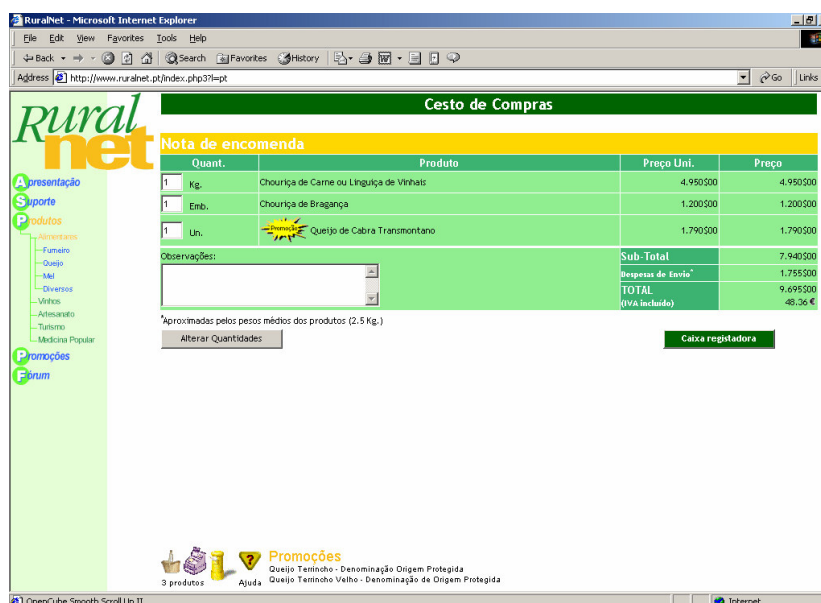 RuralNet - Microsoft Internet Explorer
File Edit View Favorites Tools Help
Back Search Favorites History
Address http://www.ruralnet.pt/index.php3?l=pt Go Links
Rural
net
Cesto de Compras
Nota de encomenda
Quant. Produto Preço Uni. Preço
1 Kg. Chouriça de Carne ou Linguiça de Vinhais 4.950$00 4.950$00
1 Emb. Chouriça de Bragança 1.200$00 1.200$00
1 Un. Promoção Queijo de Cabra Transmontano 1.790$00 1.790$00
Observações:
Sub-Total 7.940$00
Despesas de Envio* 1.755$00
TOTAL 9.695$00
(IVA incluído) 48.36 €
*Aproximadas pelos pesos médios dos produtos (2.5 Kg.)
Alterar Quantidades Caixa registadora
Apresentação
Suporte
Produtos
Alimentares
Fumeiro
Queijo
Mel
Diversos
Vinhos
Artesanato
Turismo
Medicina Popular
Promoções
Fórum
Promoções
Queijo Terrincho - Denominação Origem Protegida
3 produtos Ajuda Queijo Terrincho Velho - Denominação de Origem Protegida
OpenCube Smooth Scroll Up II Internet